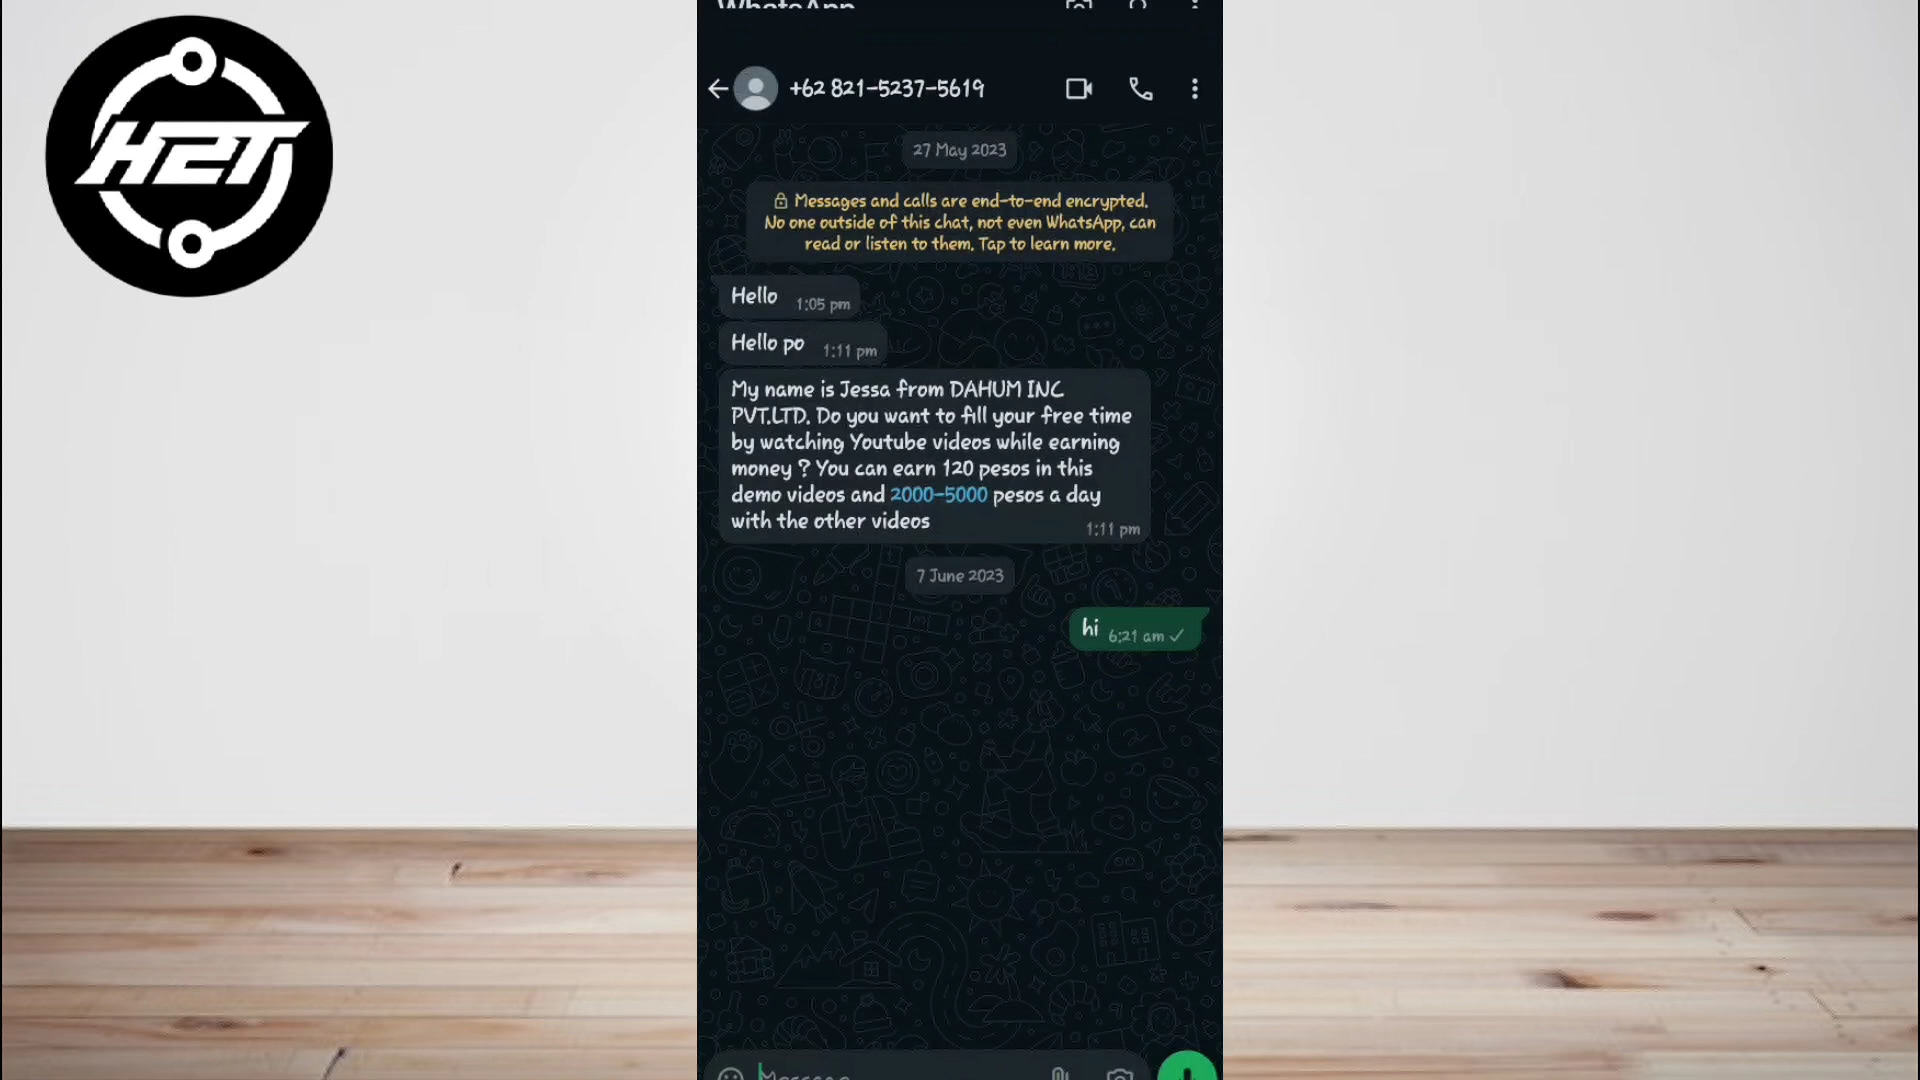 WhatsApp
H2T
+62 821-5237-5619
27 May 2023
Messages and calls are end-to-end encrypted.
No one outside of this chat, not even WhatsApp, can
read or listen to them. Tap to learn more.
Hello 1:05 pm
Hello po 1:11 pm
My name is Jessa from DAHUM INC
PVT.LTD. Do you want to fill your free time
by watching Youtube videos while earning
money ? You can earn 120 pesos in this
demo videos and 2000-5000 pesos a day
with the other videos
1:11 pm
7 June 2023
hi 6:21 am
Message